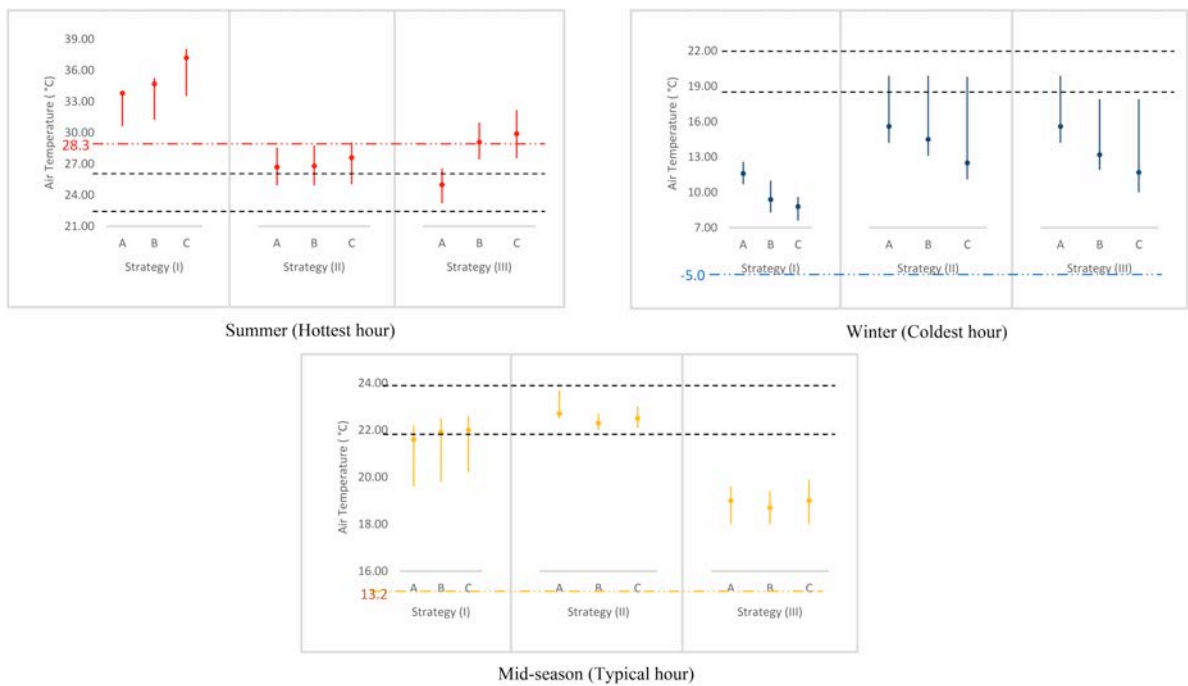 Air Temperature ( °C)
39.00
36.00
33.00
30.00
28.3
27.00
24.00
21.00
A B C A B C A B C
Strategy (I) Strategy (II) Strategy (III)
Summer (Hottest hour)
Air Temperature ( °C)
22.00
19.00
16.00
13.00
10.00
7.00
A B C A B C A B C
Strategy (I) Strategy (II) Strategy (III)
-5.0
Winter (Coldest hour)
Air Temperature ( °C)
24.00
22.00
20.00
18.00
16.00
A B C A B C A B C
13.2
Strategy (I) Strategy (II) Strategy (III)
Mid-season (Typical hour)